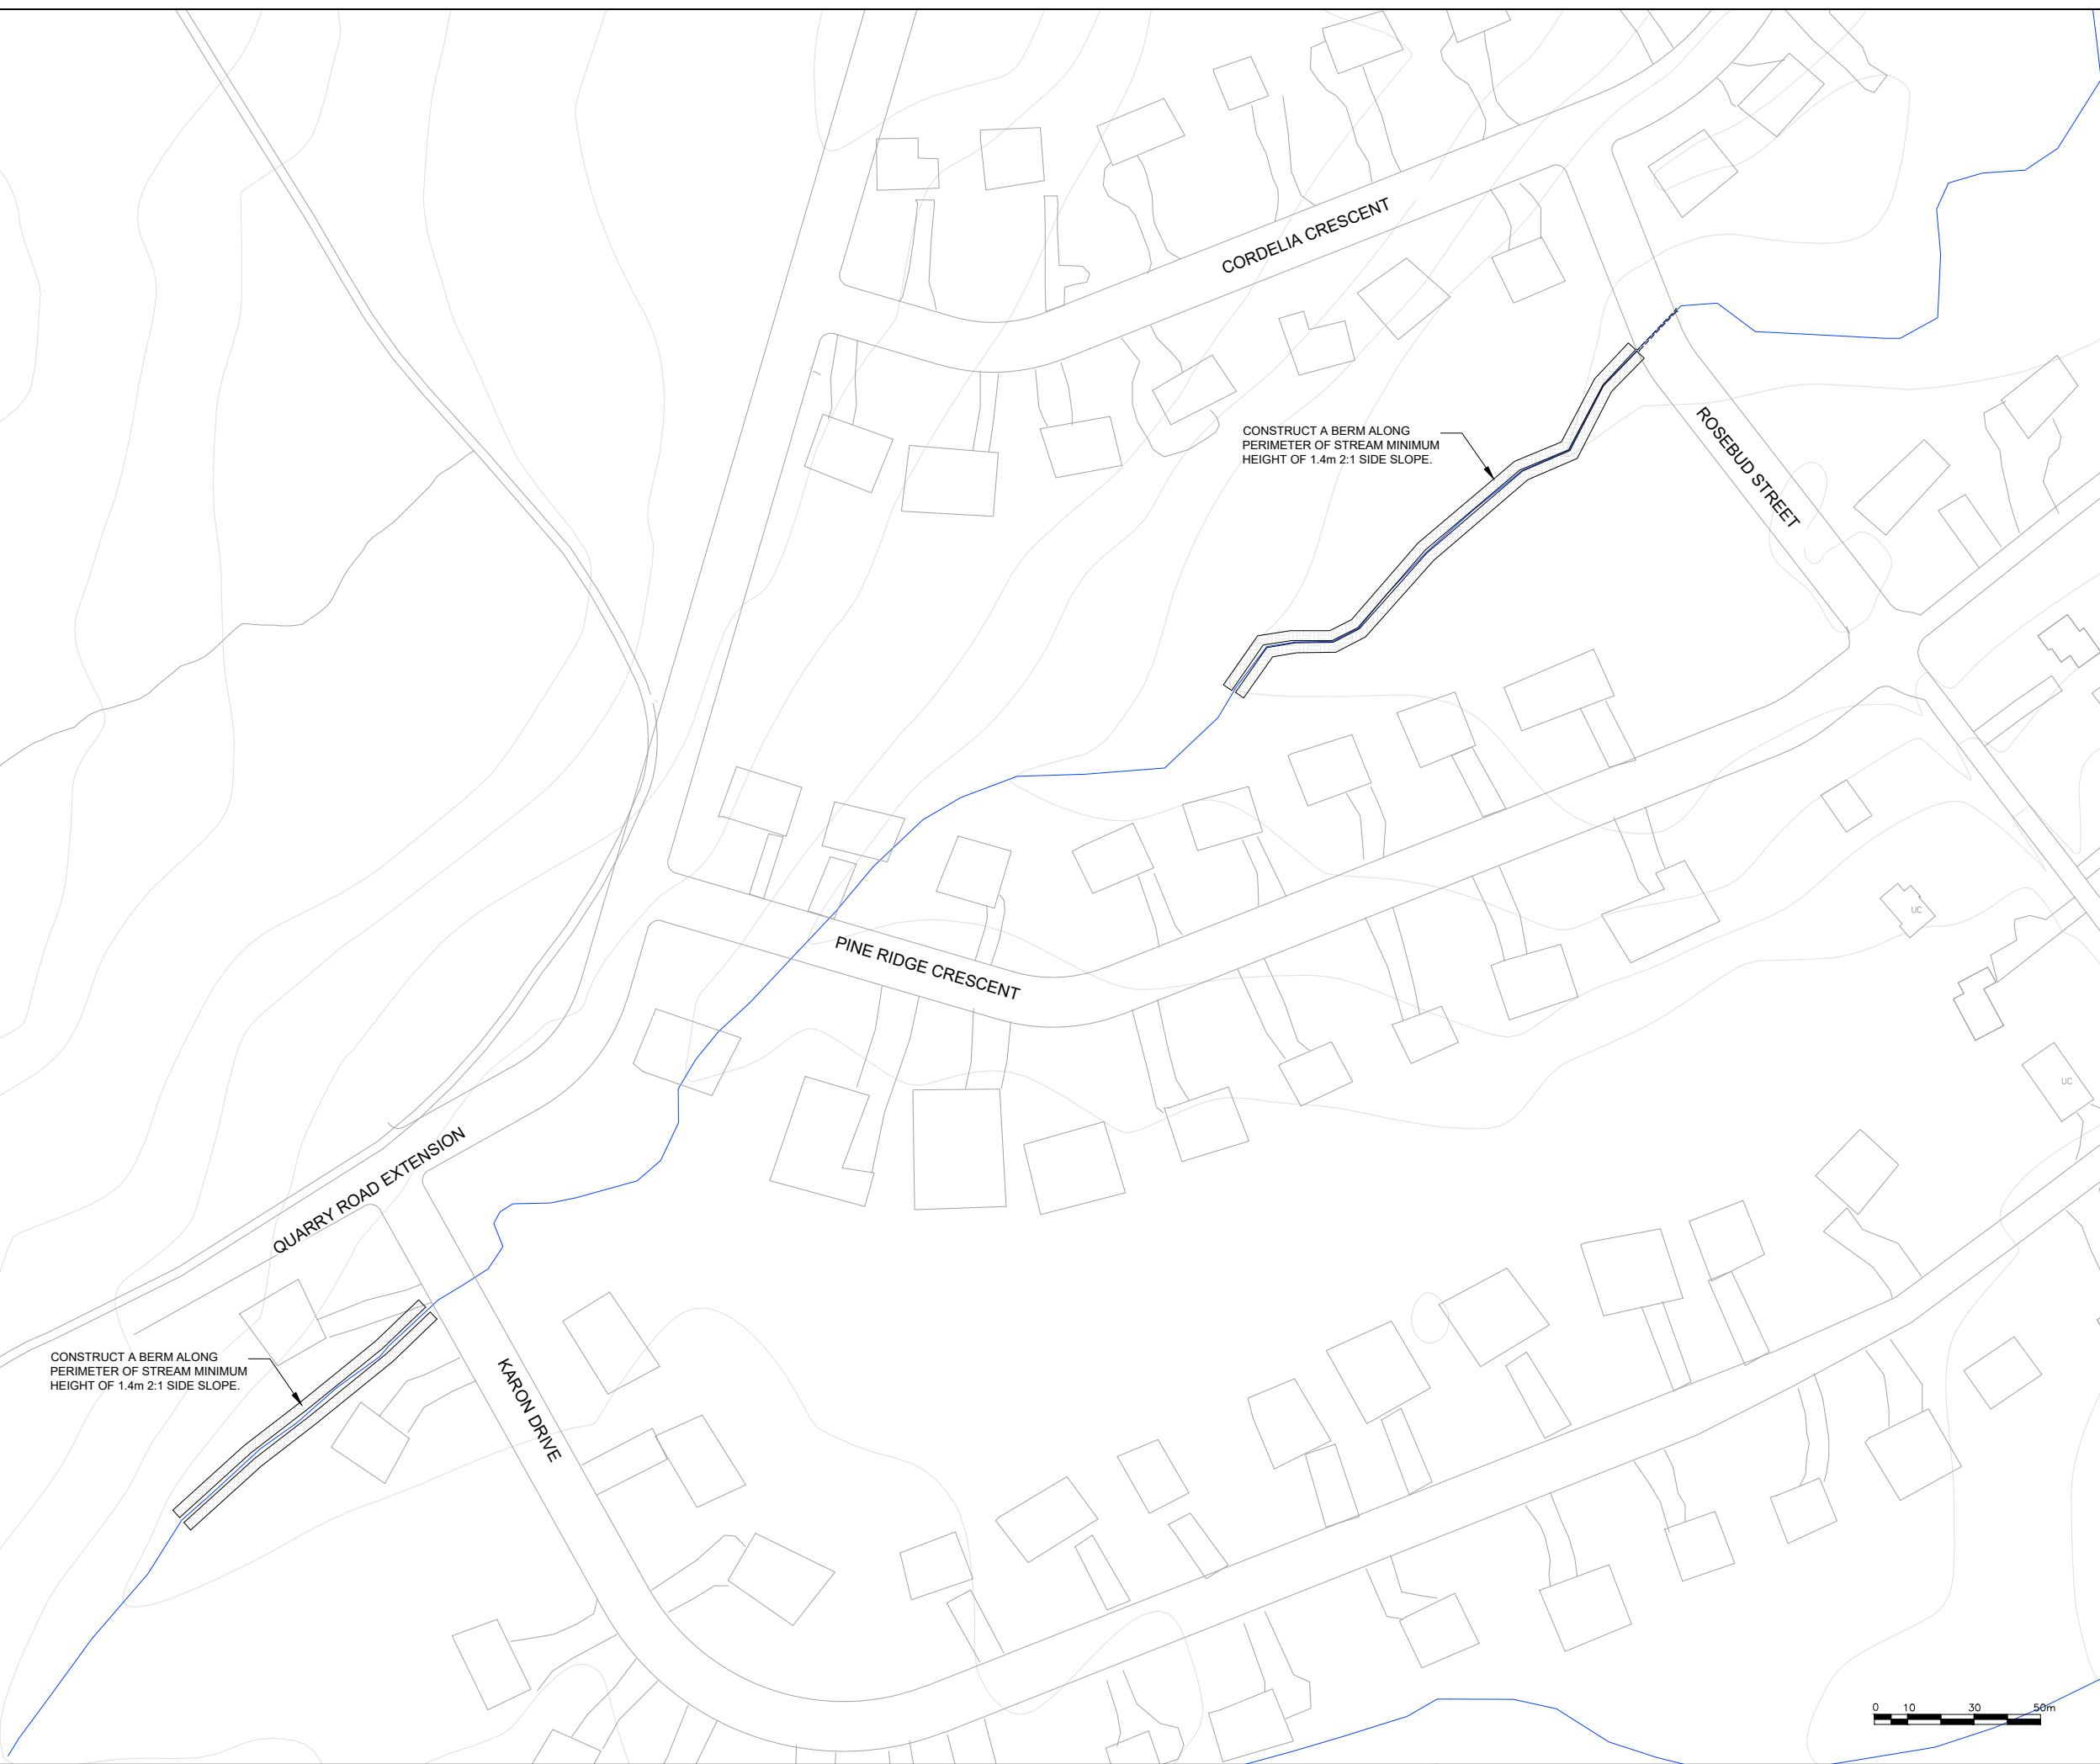 CORDELIA CRESCENT
CONSTRUCT A BERM ALONG
PERIMETER OF STREAM MINIMUM
HEIGHT OF 1.4m 2:1 SIDE SLOPE.
ROSEBUD STREET
UC
PINE RIDGE CRESCENT
UC
QUARRY ROAD EXTENSION
CONSTRUCT A BERM ALONG
PERIMETER OF STREAM MINIMUM
HEIGHT OF 1.4m 2:1 SIDE SLOPE.
KARON DRIVE
0 10 30 50m